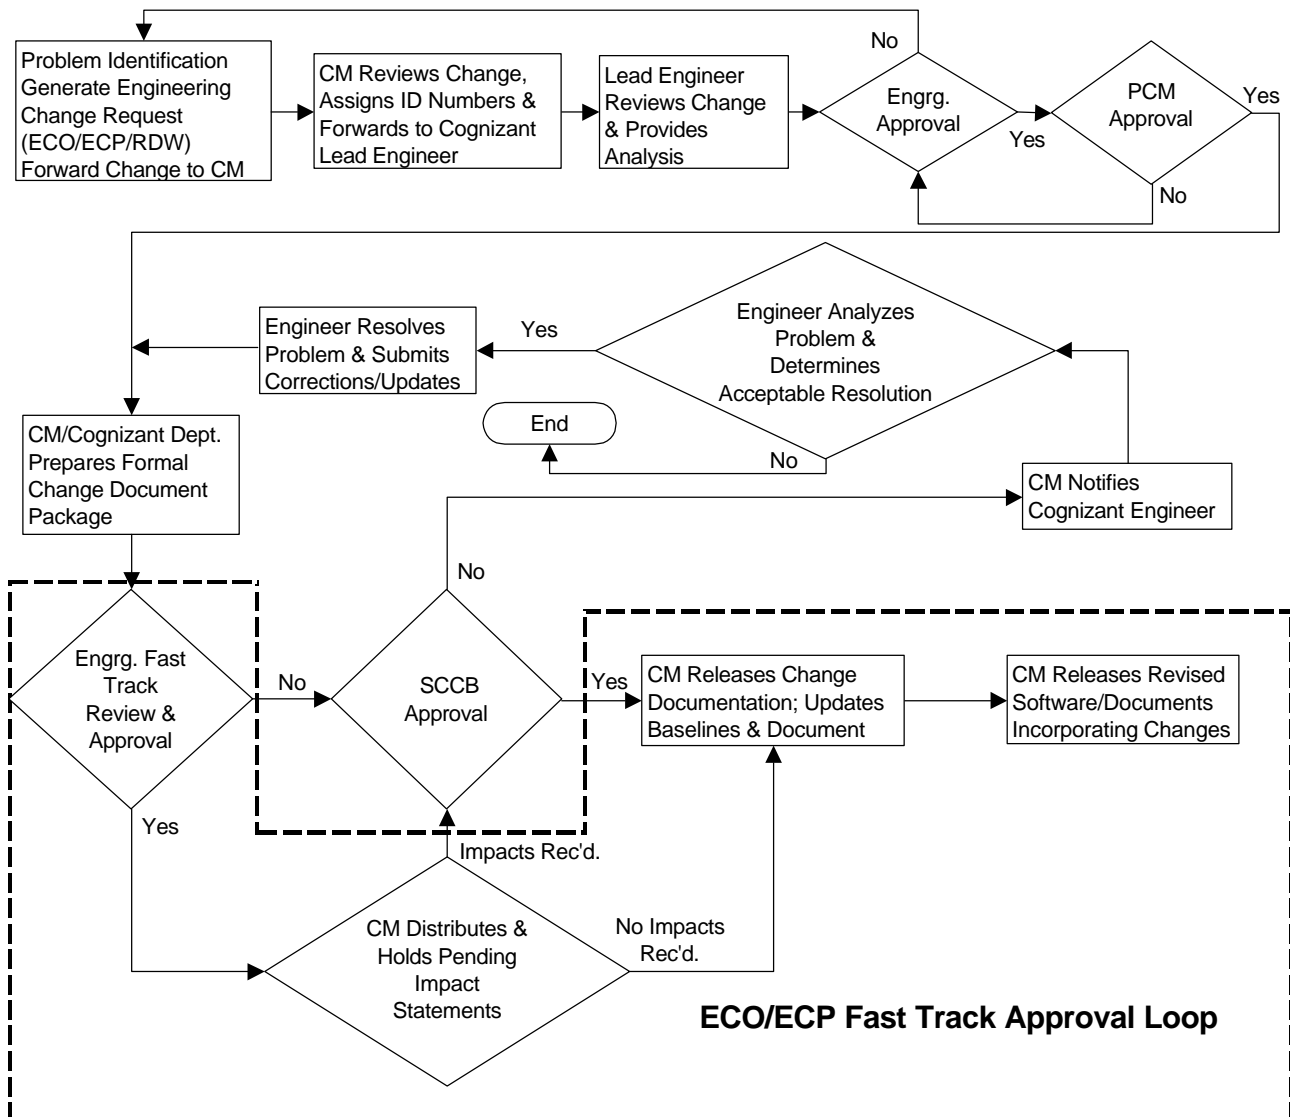 Problem Identification
Generate Engineering
Change Request
(ECO/ECP/RDW)
Forward Change to CM
CM Reviews Change,
Assigns ID Numbers &
Forwards to Cognizant
Lead Engineer
Lead Engineer
Reviews Change
& Provides
Analysis
No
Engrg.
Approval
Yes
PCM
Approval
Yes
No
Engineer Resolves
Problem & Submits
Corrections/Updates
Yes
Engineer Analyzes
Problem &
Determines
Acceptable Resolution
End
No
CM/Cognizant Dept.
Prepares Formal
Change Document
Package
CM Notifies
Cognizant Engineer
No
Engrg. Fast
Track
Review &
Approval
No
SCCB
Approval
Yes
CM Releases Change
Documentation; Updates
Baselines & Document
CM Releases Revised
Software/Documents
Incorporating Changes
Yes
Impacts Rec'd.
CM Distributes &
Holds Pending
Impact
Statements
No Impacts
Rec'd.
ECO/ECP Fast Track Approval Loop